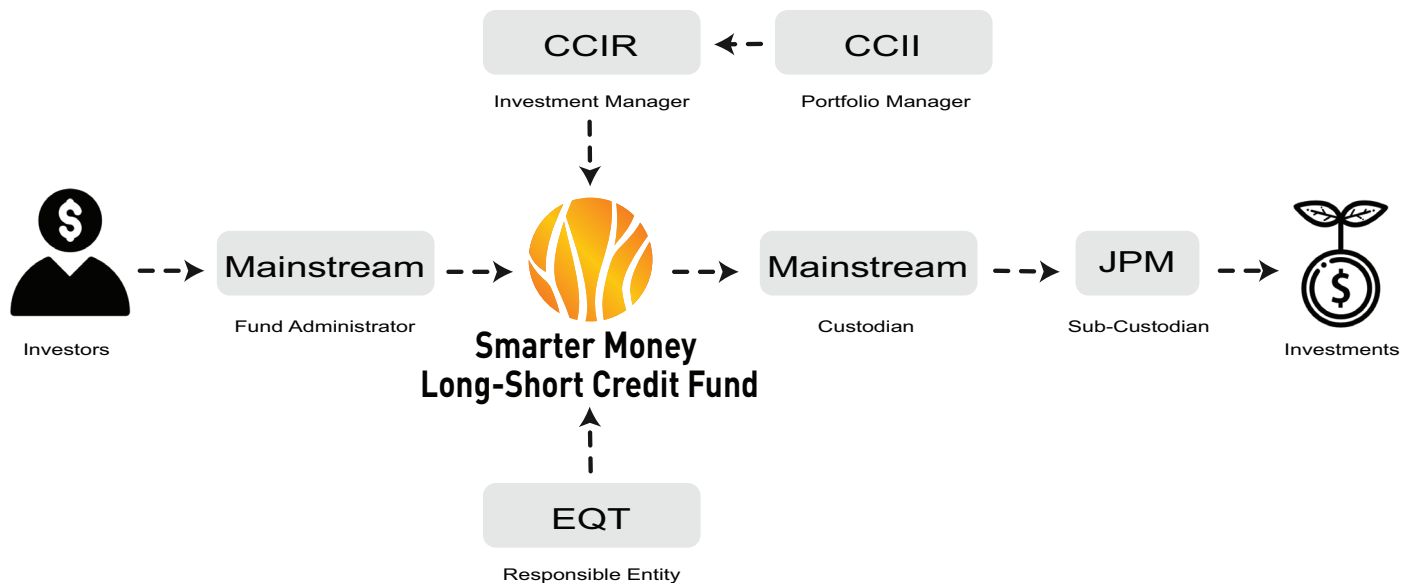 CCIR
CCII
Investment Manager
Portfolio Manager
$
Mainstream
Mainstream
JPM
$
Fund Administrator
Custodian
Sub-Custodian
Investors
Investments
Smarter Money
Long-Short Credit Fund
EQT
Responsible Entity